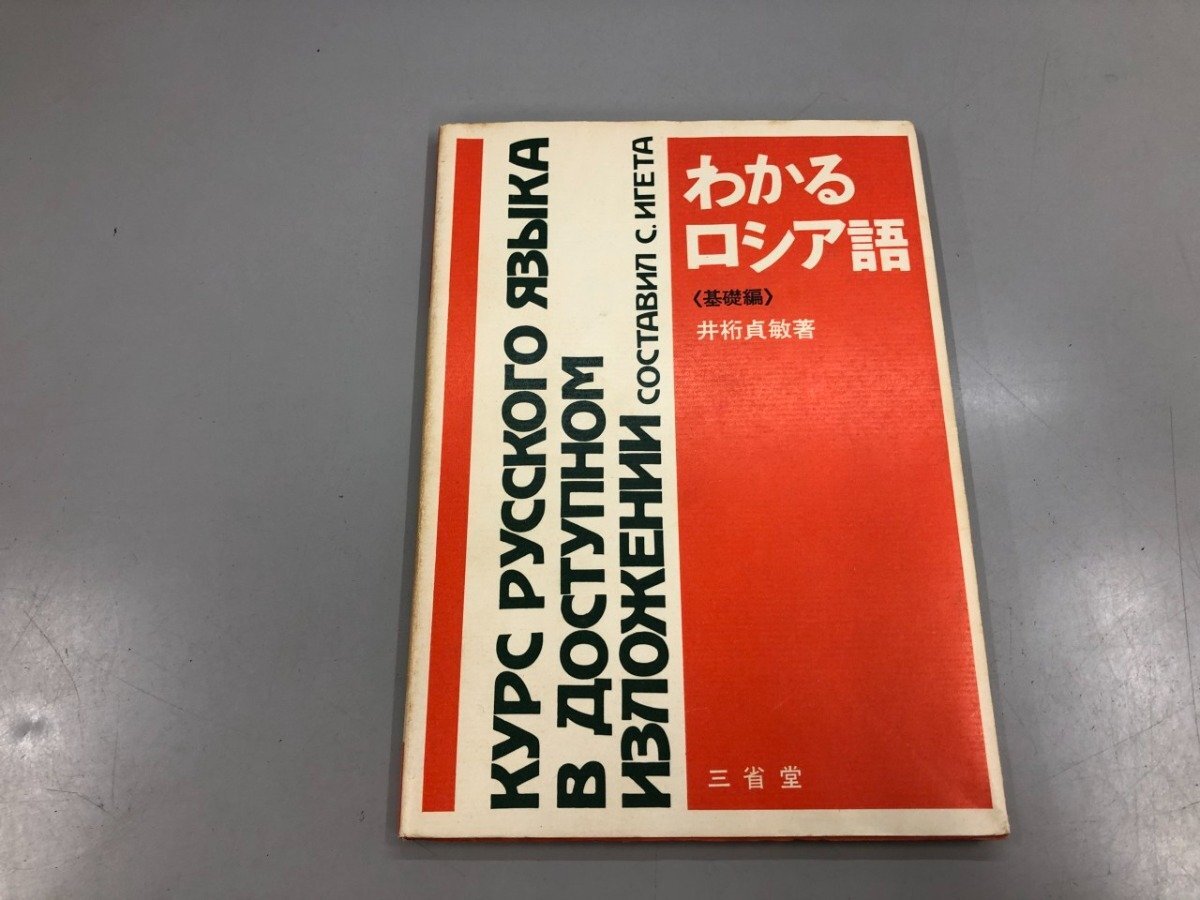 わかる
ロシア語
〈基礎編〉
井桁貞敏著
三省堂
КУРС РУССКОГО ЯЗЫКА
В ДОСТУПНОМ
ИЗЛОЖЕНИИ СОСТАВИЛ С. ИГЕТА